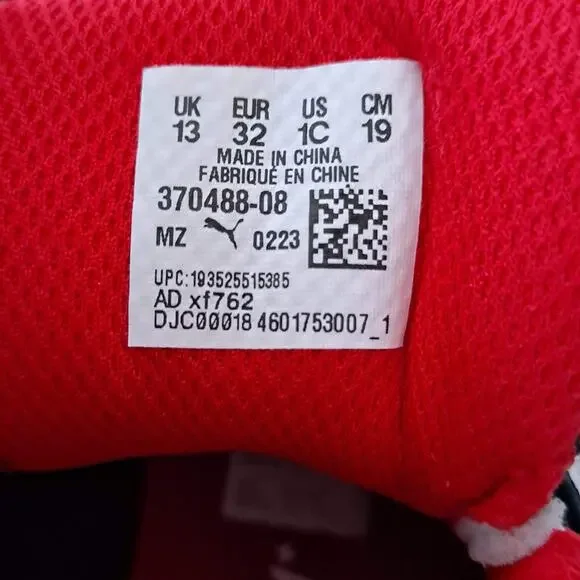 UK EUR US CM
13 32 1C 19
MADE IN CHINA
FABRIQUÉ EN CHINE
370488-08
MZ 0223
UPC:193525515385
AD xf762
DJC00018 4601753007_1